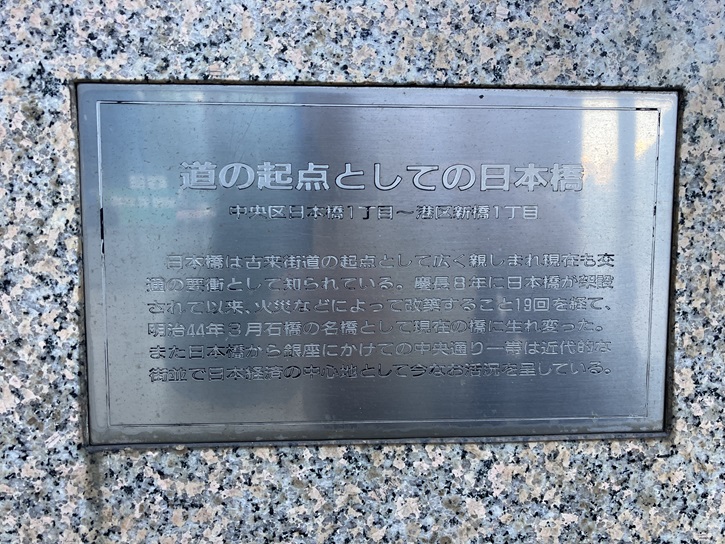 道の起点としての日本橋
中央区日本橋1丁目～港区新橋1丁目
日本橋は古来街道の起点として広く親しまれ現在も交
通の要衝として知られている。慶長8年に日本橋が架設
されて以来、火災などによって改築すること19回を経て、
明治44年3月石橋の名橋として現在の橋に生れ変った。
また日本橋から銀座にかけての中央通り一帯は近代的な
街並で日本経済の中心地として今なお活況を呈している。